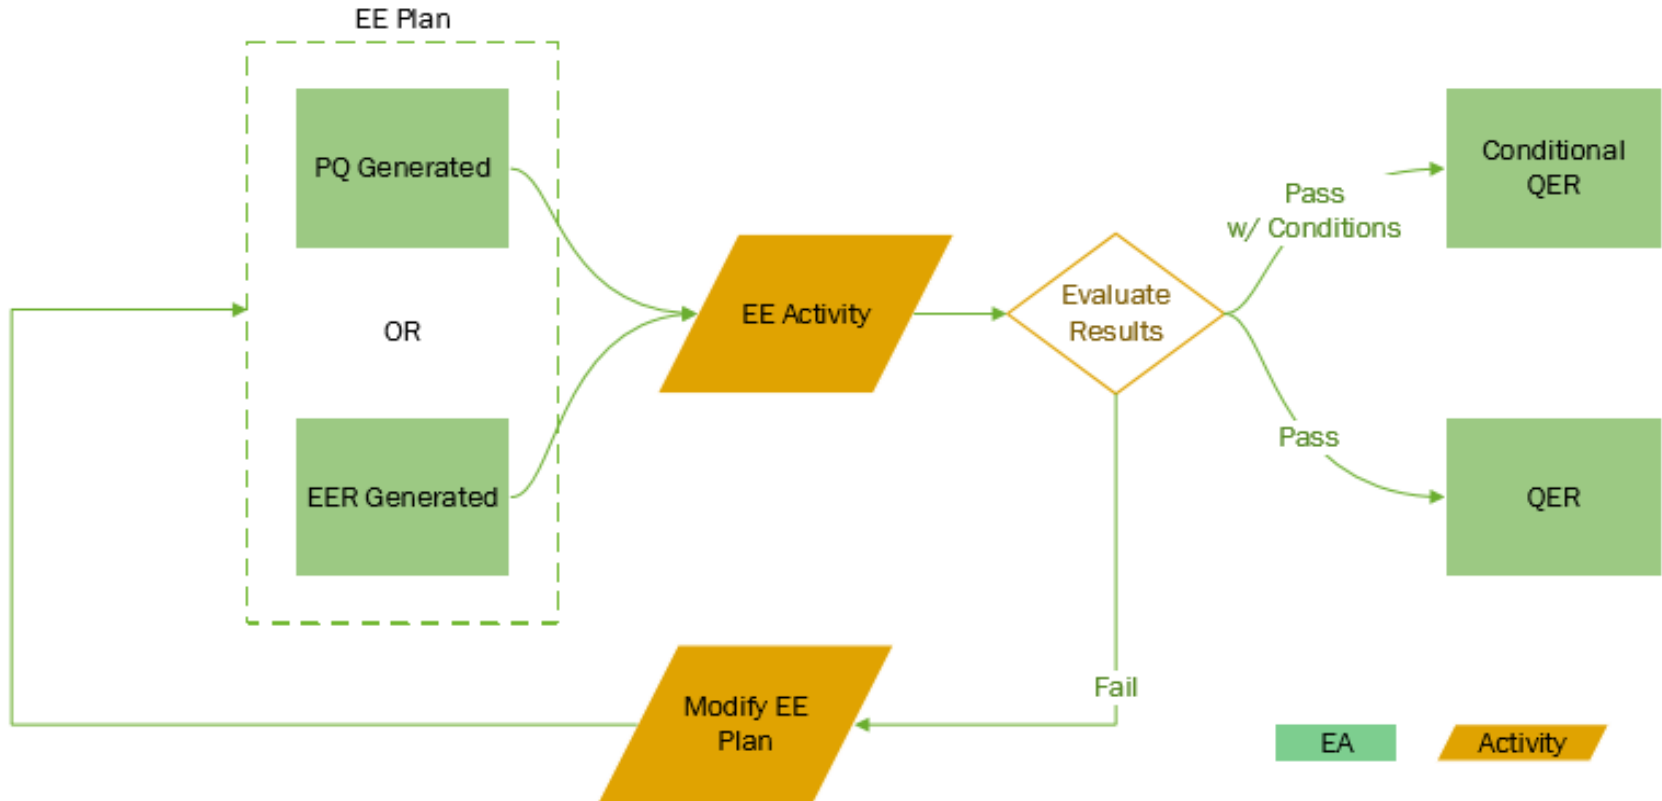 EE Plan
PQ Generated
OR
EER Generated
EE Activity
Evaluate
Results
Pass
w/ Conditions
Conditional
QER
Pass
QER
Fail
Modify EE
Plan
EA
Activity